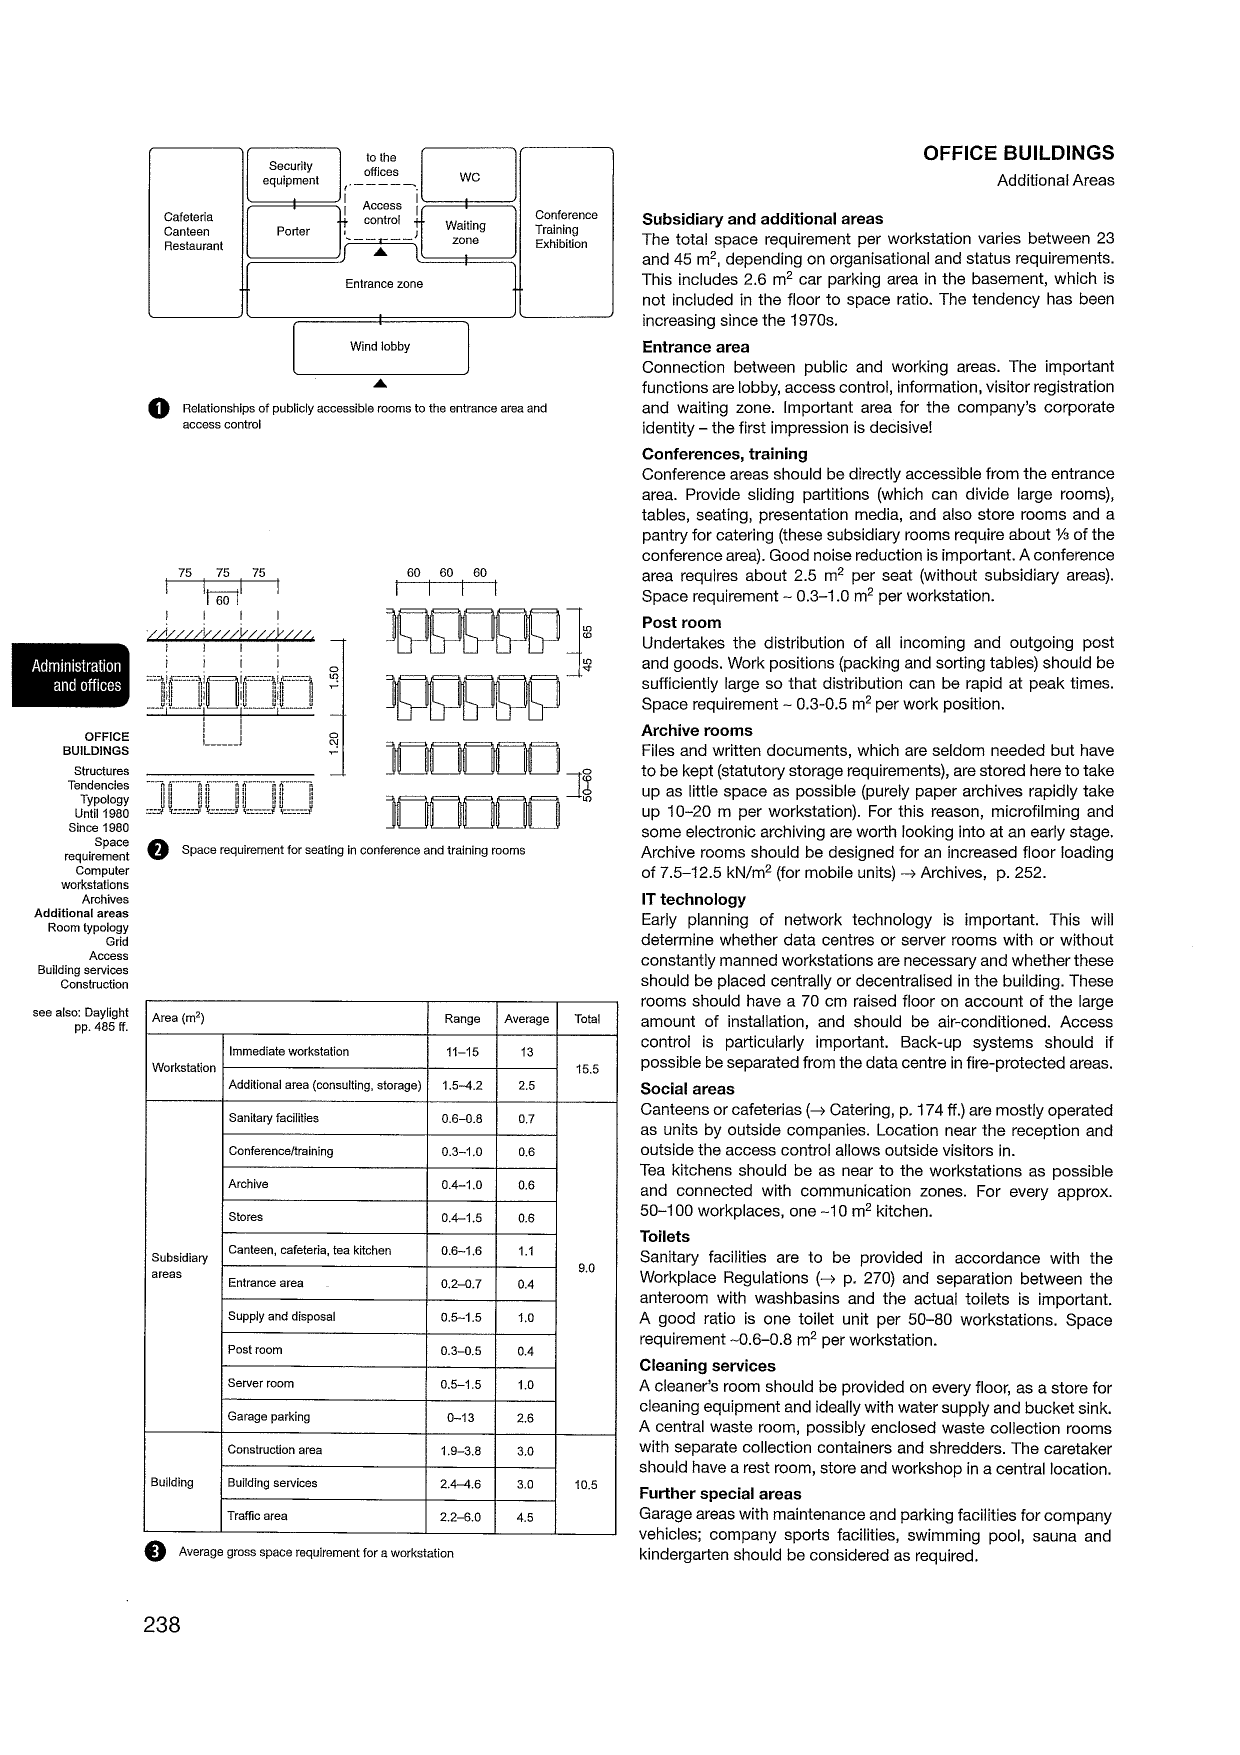 OFFICE BUILDINGS
Additional Areas
Security
equipment
to the
offices
WC
Cafeteria
Canteen
Restaurant
Porter
Access
control
Waiting
zone
Conference
Training
Exhibition
Entrance zone
Wind lobby
1 Relationships of publicly accessible rooms to the entrance area and
access control
75 75 75
60
1.50
1.20
60 60 60
65
45
50–60
2 Space requirement for seating in conference and training rooms
Administration
and offices
OFFICE
BUILDINGS
Structures
Tendencies
Typology
Until 1980
Since 1980
Space
requirement
Computer
workstations
Archives
Additional areas
Room typology
Grid
Access
Building services
Construction
see also: Daylight
pp. 485 ff.
Area (m²) Range Average Total
Workstation
Immediate workstation 11–15 13
15.5
Additional area (consulting, storage) 1.5–4.2 2.5
Sanitary facilities 0.6–0.8 0.7
Conference/training 0.3–1.0 0.6
Archive 0.4–1.0 0.6
Stores 0.4–1.5 0.6
Subsidiary
areas
Canteen, cafeteria, tea kitchen 0.6–1.6 1.1
9.0
Entrance area 0.2–0.7 0.4
Supply and disposal 0.5–1.5 1.0
Post room 0.3–0.5 0.4
Server room 0.5–1.5 1.0
Garage parking 0–13 2.6
Construction area 1.9–3.8 3.0
Building Building services 2.4–4.6 3.0 10.5
Traffic area 2.2–6.0 4.5
3 Average gross space requirement for a workstation
Subsidiary and additional areas
The total space requirement per workstation varies between 23
and 45 m², depending on organisational and status requirements.
This includes 2.6 m² car parking area in the basement, which is
not included in the floor to space ratio. The tendency has been
increasing since the 1970s.
Entrance area
Connection between public and working areas. The important
functions are lobby, access control, information, visitor registration
and waiting zone. Important area for the company's corporate
identity – the first impression is decisive!
Conferences, training
Conference areas should be directly accessible from the entrance
area. Provide sliding partitions (which can divide large rooms),
tables, seating, presentation media, and also store rooms and a
pantry for catering (these subsidiary rooms require about ⅓ of the
conference area). Good noise reduction is important. A conference
area requires about 2.5 m² per seat (without subsidiary areas).
Space requirement ~ 0.3–1.0 m² per workstation.
Post room
Undertakes the distribution of all incoming and outgoing post
and goods. Work positions (packing and sorting tables) should be
sufficiently large so that distribution can be rapid at peak times.
Space requirement ~ 0.3-0.5 m² per work position.
Archive rooms
Files and written documents, which are seldom needed but have
to be kept (statutory storage requirements), are stored here to take
up as little space as possible (purely paper archives rapidly take
up 10–20 m per workstation). For this reason, microfilming and
some electronic archiving are worth looking into at an early stage.
Archive rooms should be designed for an increased floor loading
of 7.5–12.5 kN/m² (for mobile units) → Archives, p. 252.
IT technology
Early planning of network technology is important. This will
determine whether data centres or server rooms with or without
constantly manned workstations are necessary and whether these
should be placed centrally or decentralised in the building. These
rooms should have a 70 cm raised floor on account of the large
amount of installation, and should be air-conditioned. Access
control is particularly important. Back-up systems should if
possible be separated from the data centre in fire-protected areas.
Social areas
Canteens or cafeterias (→ Catering, p. 174 ff.) are mostly operated
as units by outside companies. Location near the reception and
outside the access control allows outside visitors in.
Tea kitchens should be as near to the workstations as possible
and connected with communication zones. For every approx.
50–100 workplaces, one ~10 m² kitchen.
Toilets
Sanitary facilities are to be provided in accordance with the
Workplace Regulations (→ p. 270) and separation between the
anteroom with washbasins and the actual toilets is important.
A good ratio is one toilet unit per 50–80 workstations. Space
requirement ~0.6–0.8 m² per workstation.
Cleaning services
A cleaner's room should be provided on every floor, as a store for
cleaning equipment and ideally with water supply and bucket sink.
A central waste room, possibly enclosed waste collection rooms
with separate collection containers and shredders. The caretaker
should have a rest room, store and workshop in a central location.
Further special areas
Garage areas with maintenance and parking facilities for company
vehicles; company sports facilities, swimming pool, sauna and
kindergarten should be considered as required.
238